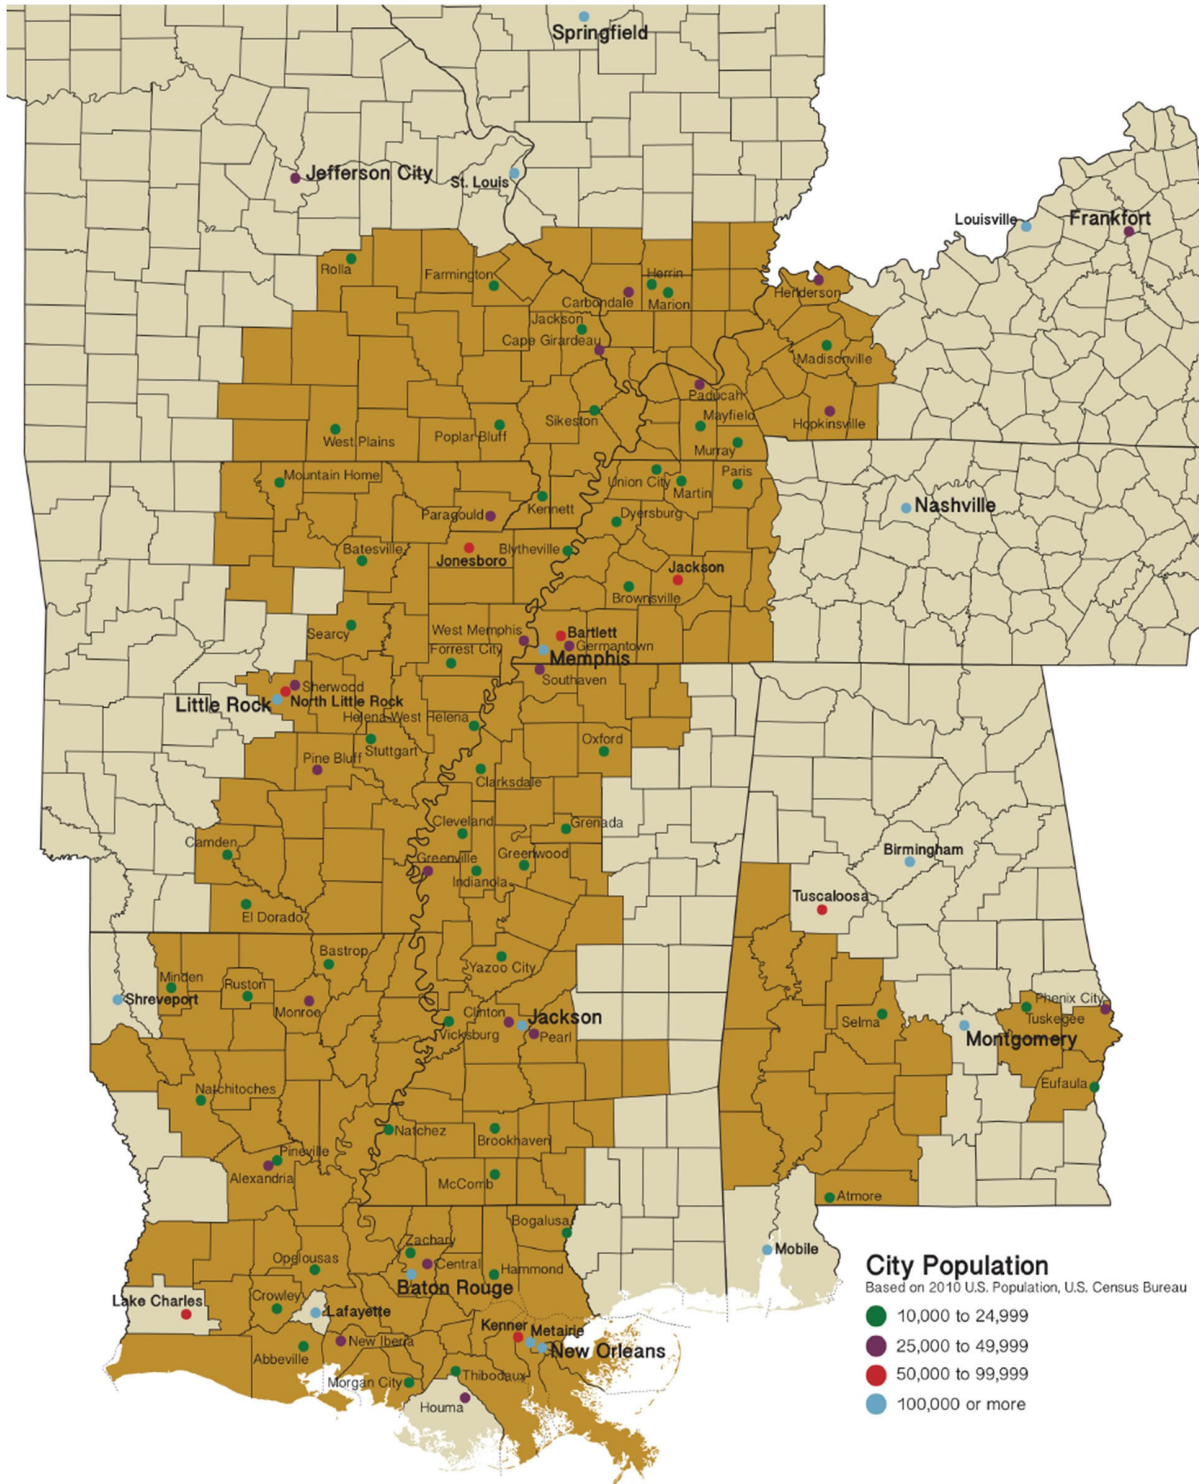 Springfield
Jefferson City
St. Louis
Louisville
Frankfort
Rolla
Farmington
Herrin
Carbondale
Marion
Henderson
Jackson
Cape Girardeau
Madisonville
Paducah
Mayfield
Sikeston
Hopkinsville
West Plains
Poplar Bluff
Murray
Mountain Home
Union City
Paris
Martin
Nashville
Paragould
Kennett
Dyersburg
Batesville
Jonesboro
Blytheville
Jackson
Brownsville
Searcy
West Memphis
Bartlett
Germantown
Forrest City
Memphis
Southaven
Sherwood
Little Rock
North Little Rock
Helena-West Helena
Stuttgart
Oxford
Pine Bluff
Clarksdale
Cleveland
Grenada
Camden
Greenville
Greenwood
Indianola
Birmingham
Tuscaloosa
El Dorado
Bastrop
Yazoo City
Minden
Ruston
Shreveport
Monroe
Clinton
Jackson
Vicksburg
Pearl
Selma
Phenix City
Tuskegee
Montgomery
Eufaula
Natchitoches
Natchez
Brookhaven
Pineville
Alexandria
McComb
Atmore
Bogalusa
Zachary
Mobile
Opelousas
Central
Hammond
Baton Rouge
Lake Charles
Crowley
Lafayette
Kenner
Metairie
New Iberia
New Orleans
Abbeville
Morgan City
Thibodaux
Houma
City Population
Based on 2010 U.S. Population, U.S. Census Bureau
10,000 to 24,999
25,000 to 49,999
50,000 to 99,999
100,000 or more